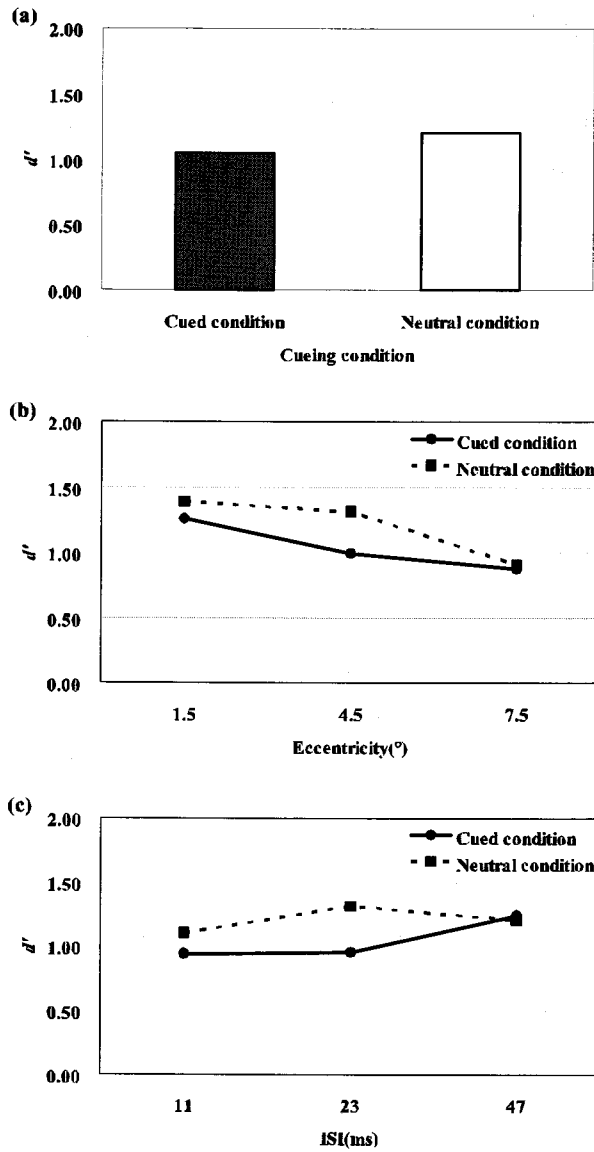 (a)
2.00
1.50
1.00
0.50
0.00
d'
Cued condition Neutral condition
Cueing condition
(b)
2.00
1.50
1.00
0.50
0.00
d'
Cued condition
Neutral condition
1.5 4.5 7.5
Eccentricity(°)
(c)
2.00
1.50
1.00
0.50
0.00
d'
Cued condition
Neutral condition
11 23 47
ISI(ms)